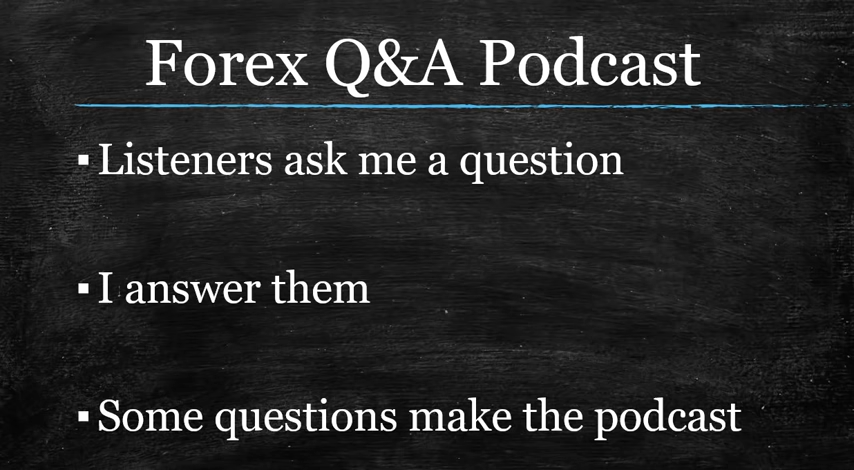 Forex Q&A Podcast
▪ Listeners ask me a question
▪ I answer them
▪ Some questions make the podcast